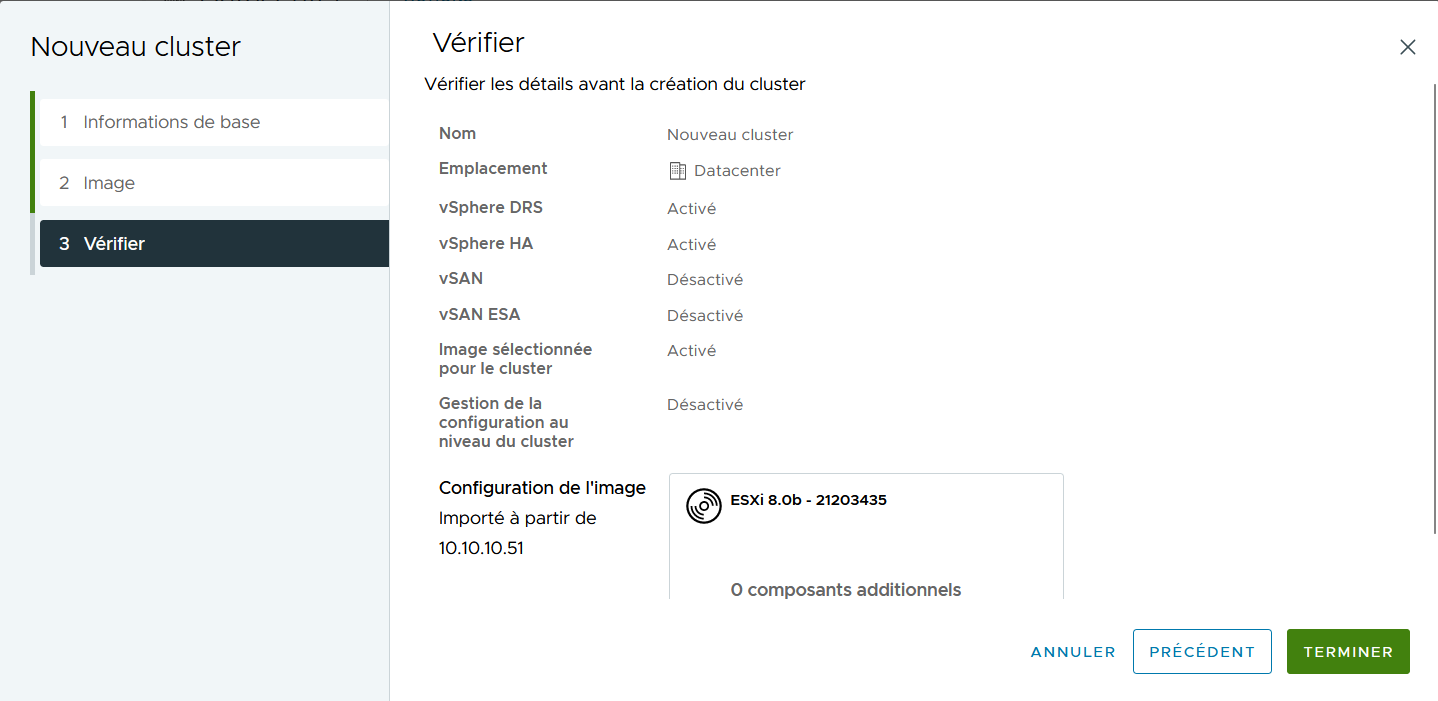 Nouveau cluster
1 Informations de base
2 Image
3 Vérifier
Vérifier
Vérifier les détails avant la création du cluster
Nom Nouveau cluster
Emplacement Datacenter
vSphere DRS Activé
vSphere HA Activé
vSAN Désactivé
vSAN ESA Désactivé
Image sélectionnée Activé
pour le cluster
Gestion de la Désactivé
configuration au
niveau du cluster
Configuration de l'image
Importé à partir de
10.10.10.51
ESXi 8.0b - 21203435
0 composants additionnels
ANNULER PRÉCÉDENT TERMINER